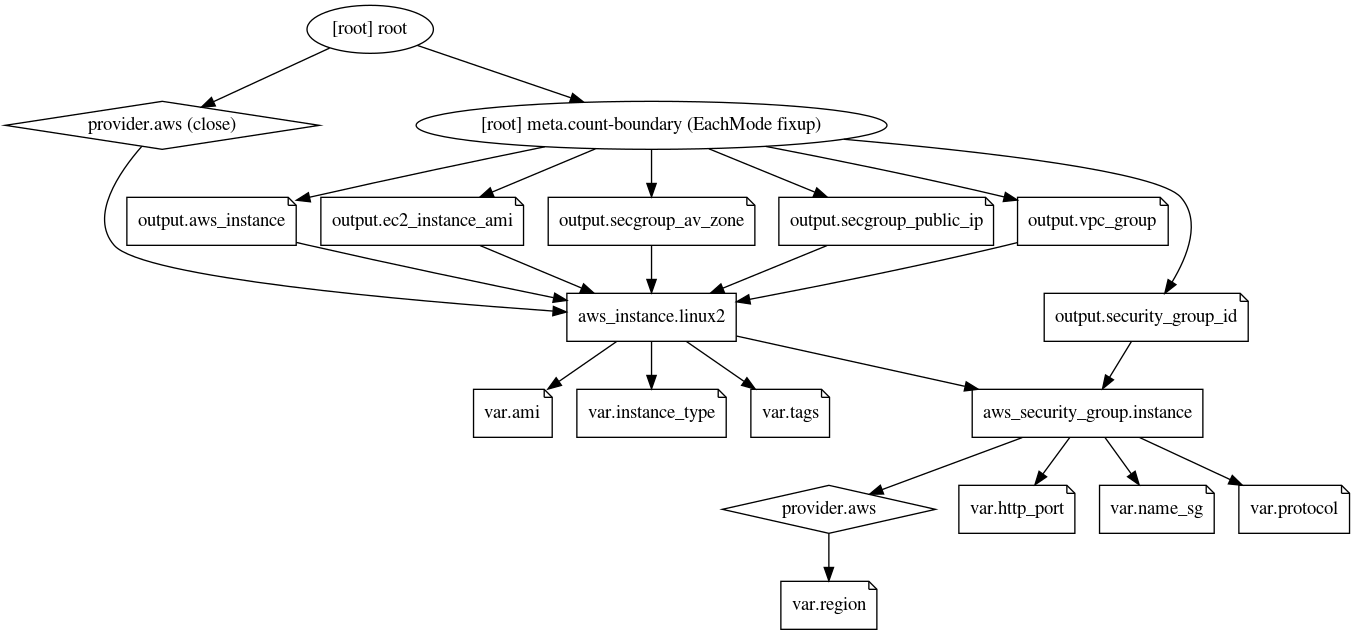 [root] root
provider.aws (close)
[root] meta.count-boundary (EachMode fixup)
output.aws_instance
output.ec2_instance_ami
output.secgroup_av_zone
output.secgroup_public_ip
output.vpc_group
aws_instance.linux2
output.security_group_id
var.ami
var.instance_type
var.tags
aws_security_group.instance
provider.aws
var.http_port
var.name_sg
var.protocol
var.region